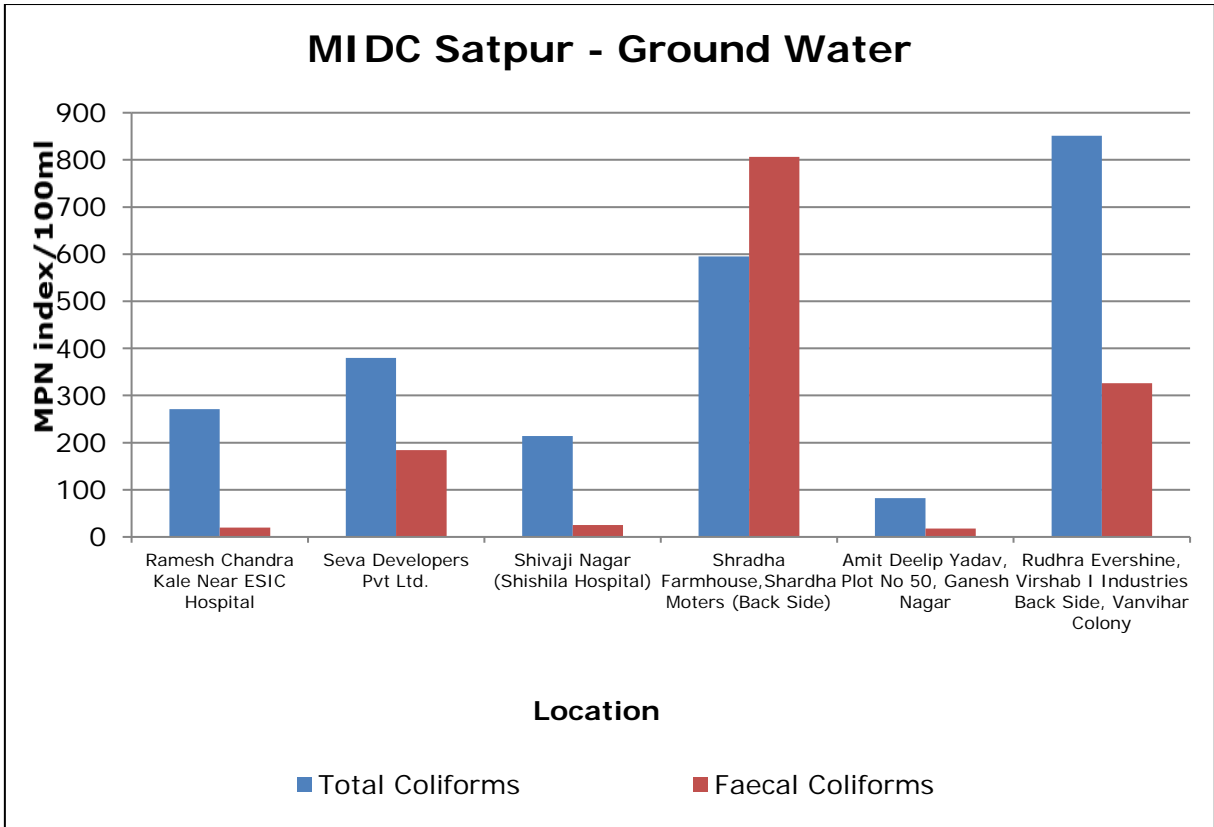 MIDC Satpur - Ground Water
MPN index/100ml
900
800
700
600
500
400
300
200
100
0
Ramesh Chandra
Kale Near ESIC
Hospital
Seva Developers
Pvt Ltd.
Shivaji Nagar
(Shishila Hospital)
Shradha
Farmhouse,Shardha
Moters (Back Side)
Amit Deelip Yadav,
Plot No 50, Ganesh
Nagar
Rudhra Evershine,
Virshab I Industries
Back Side, Vanvihar
Colony
Location
Total Coliforms
Faecal Coliforms